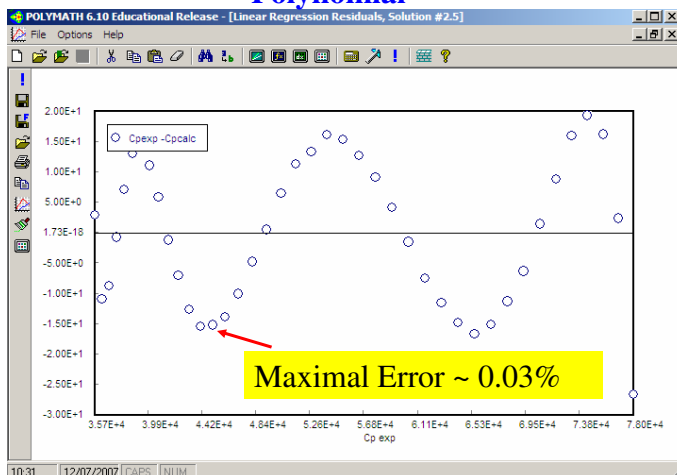 Polynomial
POLYMATH 6.10 Educational Release - [Linear Regression Residuals, Solution #2.5]
File Options Help
2.00E+1
Cpexp -Cpcalc
1.50E+1
1.00E+1
5.00E+0
1.73E-18
-5.00E+0
-1.00E+1
-1.50E+1
-2.00E+1
-2.50E+1
-3.00E+1
Maximal Error ~ 0.03%
3.57E+4 3.99E+4 4.42E+4 4.84E+4 5.26E+4 5.68E+4 6.11E+4 6.53E+4 6.95E+4 7.38E+4 7.80E+4
Cp exp
10:31 12/07/2007 CAPS NUM